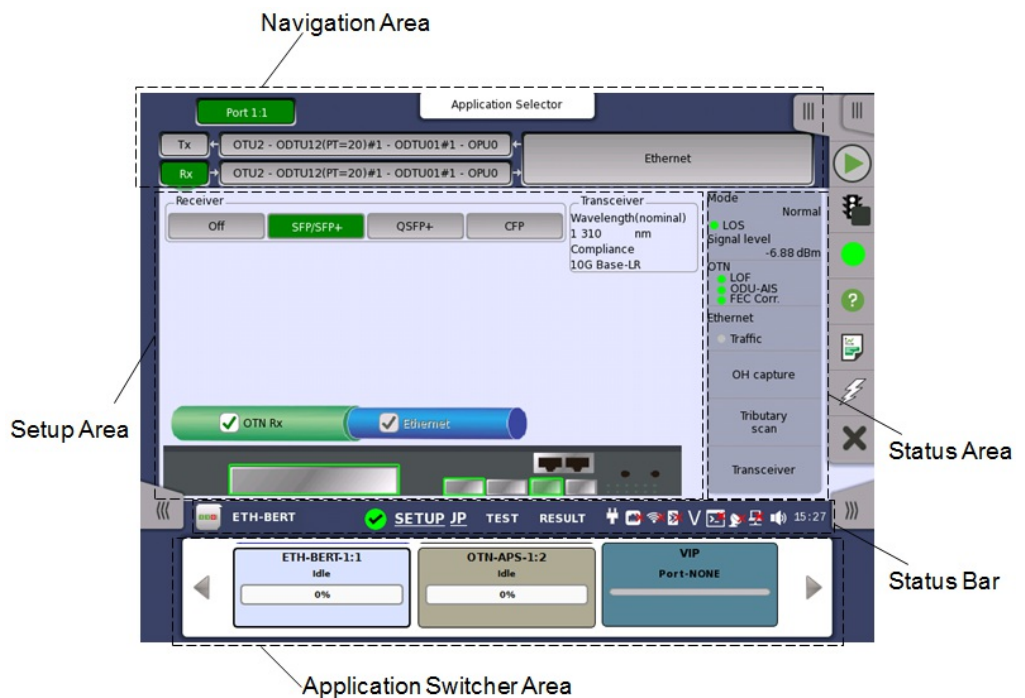 Navigation Area
Application Selector
Port 1:1
Tx
OTU2 - ODTU12(PT=20)#1 - ODTU01#1 - OPU0
Ethernet
Rx
OTU2 - ODTU12(PT=20)#1 - ODTU01#1 - OPU0
Receiver
Off
SFP/SFP+
QSFP+
CFP
Transceiver
Wavelength(nominal)
1 310 nm
Compliance
10G Base-LR
Mode
Normal
LOS
Signal level
-6.88 dBm
OTN
LOF
ODU-AIS
FEC Corr.
Ethernet
Traffic
OH capture
Tributary
scan
Transceiver
OTN Rx
Ethernet
Setup Area
Status Area
ETH-BERT
SETUP JP
TEST
RESULT
15:27
Status Bar
ETH-BERT-1:1
Idle
0%
OTN-APS-1:2
Idle
0%
VIP
Port-NONE
Application Switcher Area